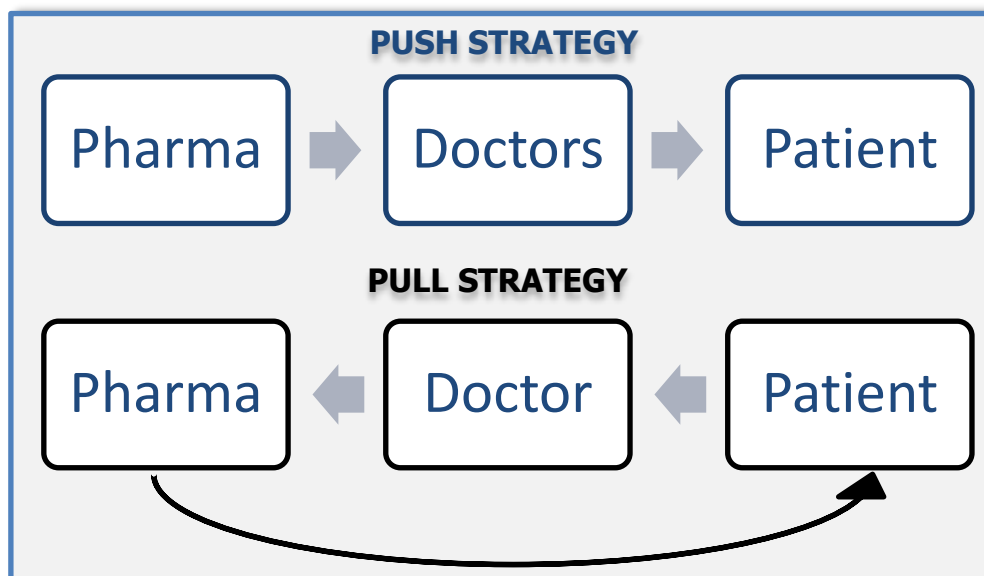 PUSH STRATEGY
Pharma
Doctors
Patient
PULL STRATEGY
Pharma
Doctor
Patient